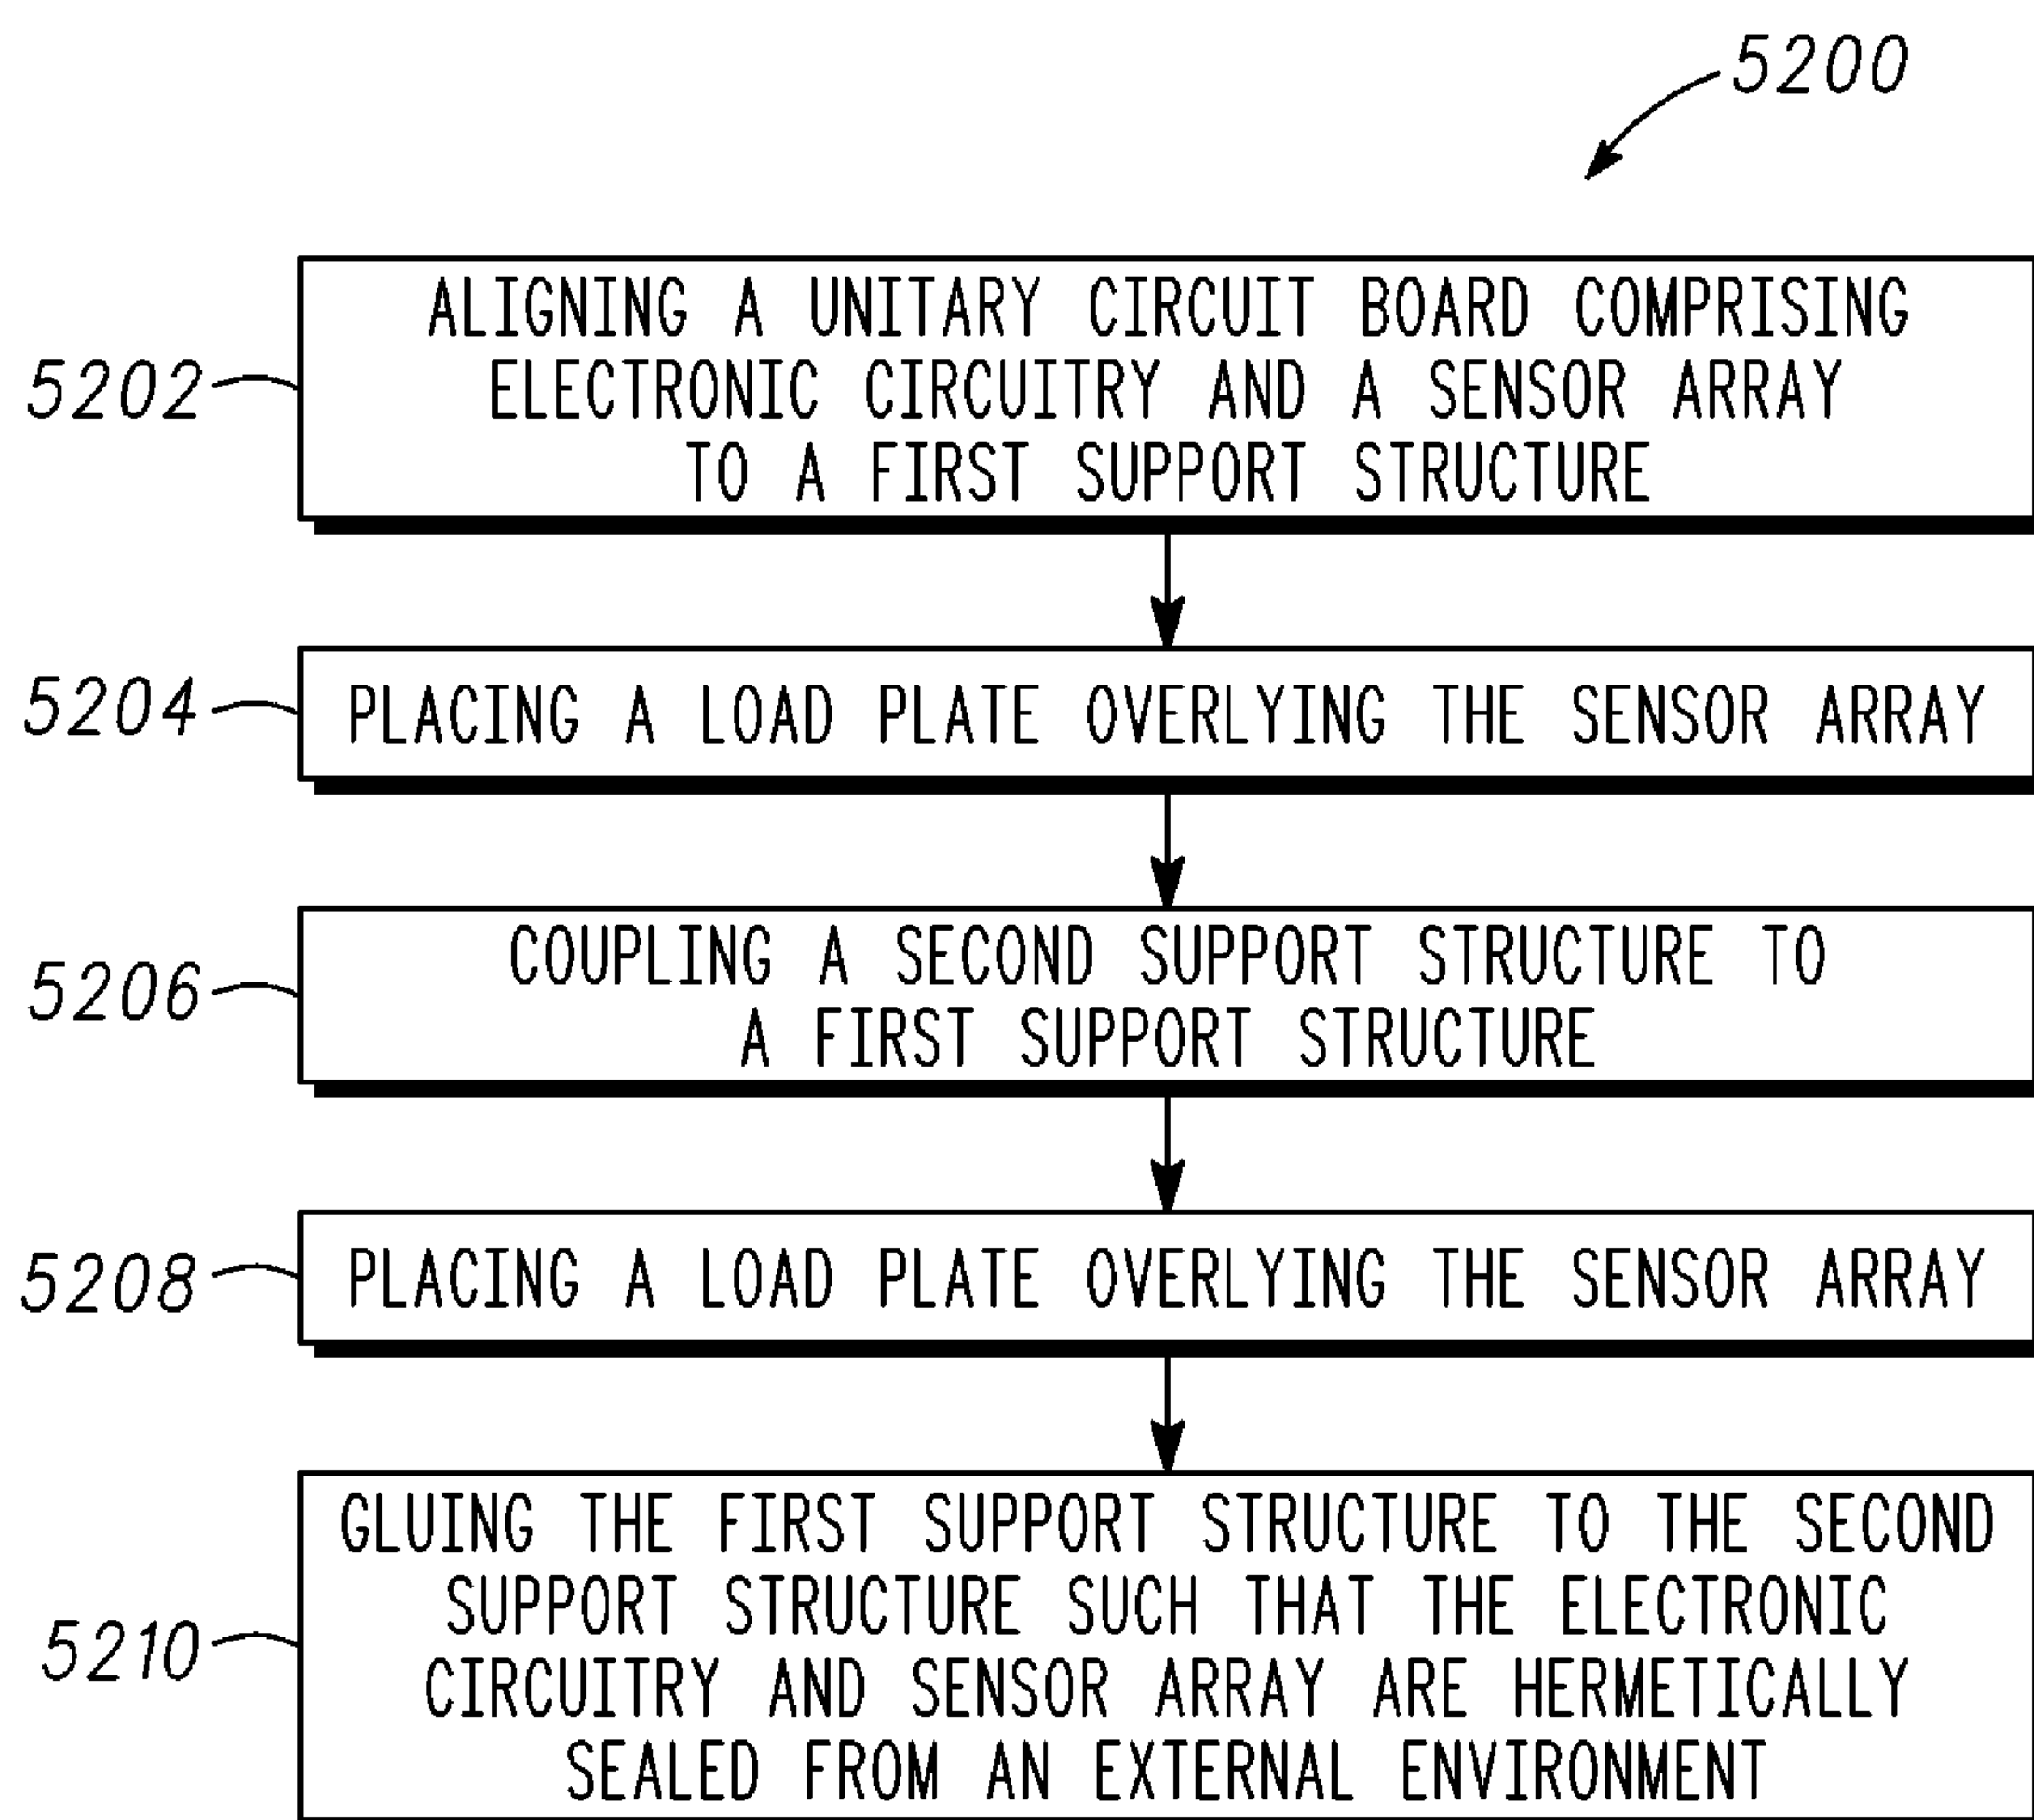 5200
5202
ALIGNING A UNITARY CIRCUIT BOARD COMPRISING
ELECTRONIC CIRCUITRY AND A SENSOR ARRAY
TO A FIRST SUPPORT STRUCTURE
5204
PLACING A LOAD PLATE OVERLYING THE SENSOR ARRAY
5206
COUPLING A SECOND SUPPORT STRUCTURE TO
A FIRST SUPPORT STRUCTURE
5208
PLACING A LOAD PLATE OVERLYING THE SENSOR ARRAY
5210
GLUING THE FIRST SUPPORT STRUCTURE TO THE SECOND
SUPPORT STRUCTURE SUCH THAT THE ELECTRONIC
CIRCUITRY AND SENSOR ARRAY ARE HERMETICALLY
SEALED FROM AN EXTERNAL ENVIRONMENT